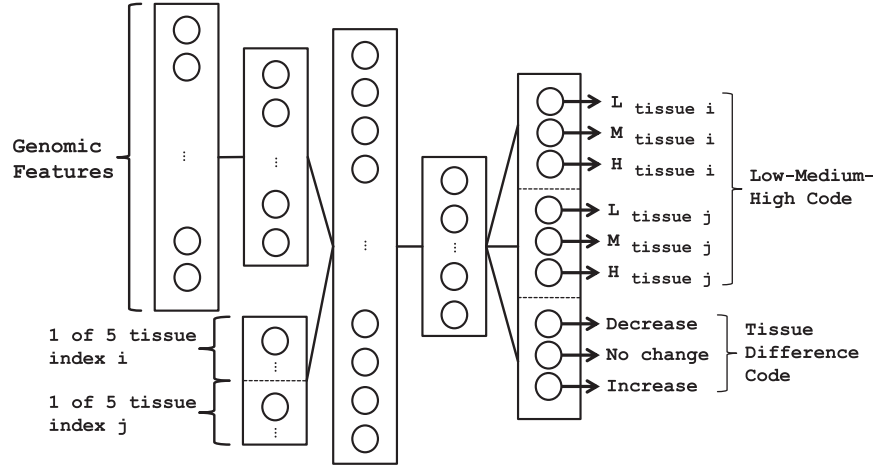 Genomic
Features
1 of 5 tissue
index i
1 of 5 tissue
index j
L tissue i
M tissue i
H tissue i
L tissue j
M tissue j
H tissue j
Low-Medium-
High Code
Decrease
No change
Increase
Tissue
Difference
Code